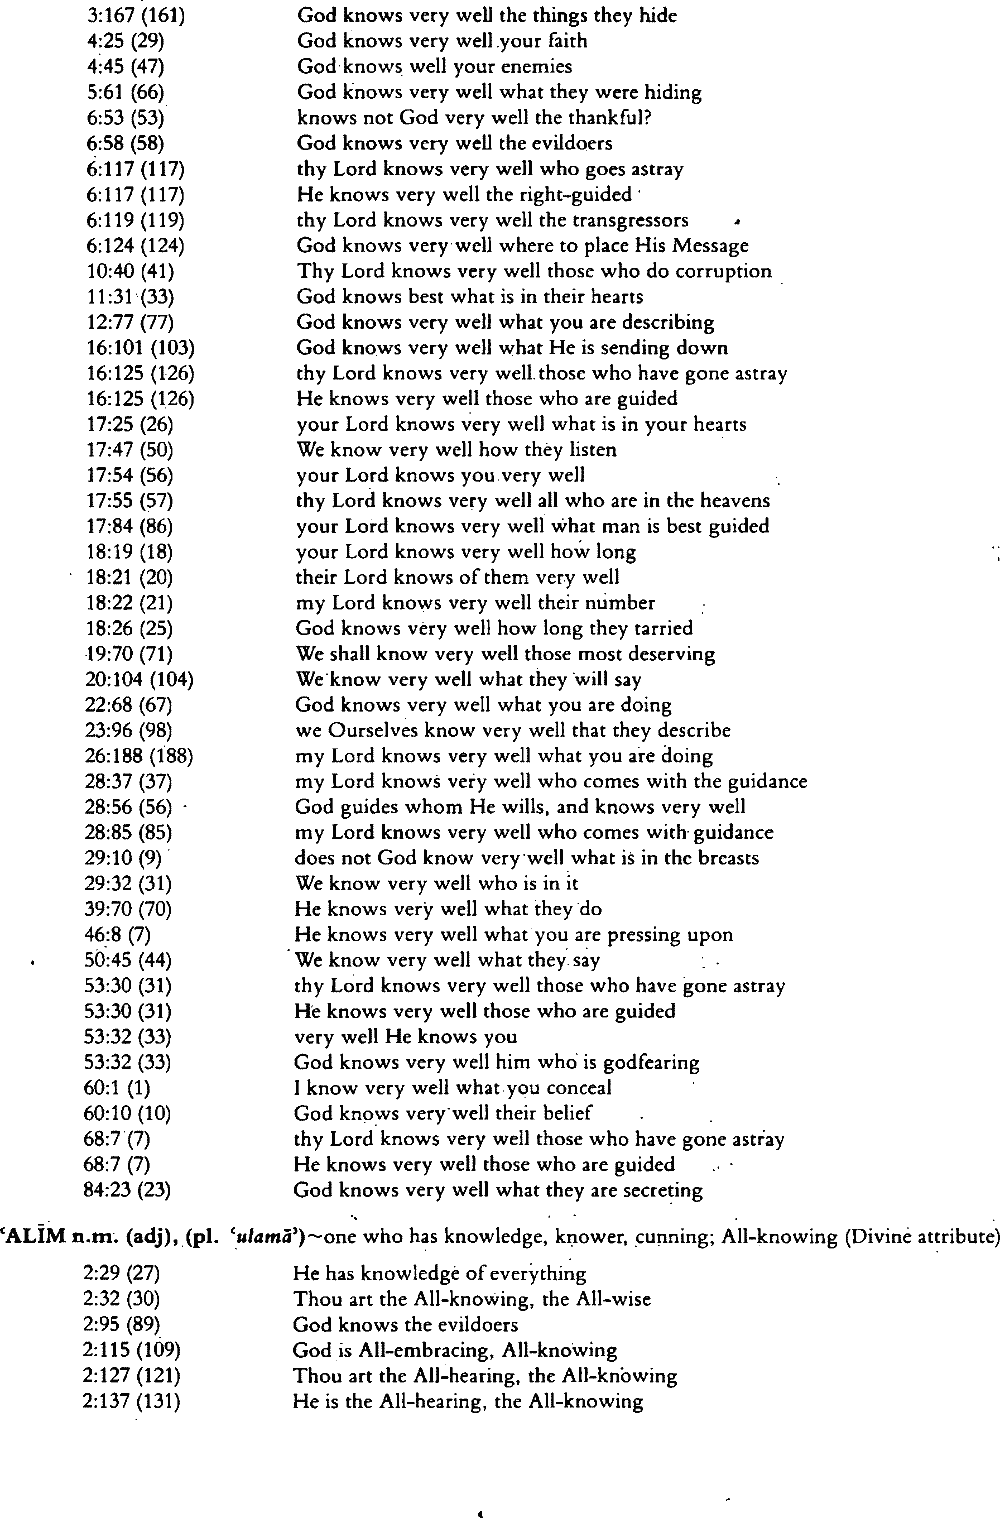 3:167 (161) God knows very well the things they hide
4:25 (29) God knows very well your faith
4:45 (47) God knows well your enemies
5:61 (66) God knows very well what they were hiding
6:53 (53) knows not God very well the thankful?
6:58 (58) God knows very well the evildoers
6:117 (117) thy Lord knows very well who goes astray
6:117 (117) He knows very well the right-guided
6:119 (119) thy Lord knows very well the transgressors
6:124 (124) God knows very well where to place His Message
10:40 (41) Thy Lord knows very well those who do corruption
11:31 (33) God knows best what is in their hearts
12:77 (77) God knows very well what you are describing
16:101 (103) God knows very well what He is sending down
16:125 (126) thy Lord knows very well those who have gone astray
16:125 (126) He knows very well those who are guided
17:25 (26) your Lord knows very well what is in your hearts
17:47 (50) We know very well how they listen
17:54 (56) your Lord knows you very well
17:55 (57) thy Lord knows very well all who are in the heavens
17:84 (86) your Lord knows very well what man is best guided
18:19 (18) your Lord knows very well how long
18:21 (20) their Lord knows of them very well
18:22 (21) my Lord knows very well their number
18:26 (25) God knows very well how long they tarried
19:70 (71) We shall know very well those most deserving
20:104 (104) We know very well what they will say
22:68 (67) God knows very well what you are doing
23:96 (98) we Ourselves know very well that they describe
26:188 (188) my Lord knows very well what you are doing
28:37 (37) my Lord knows very well who comes with the guidance
28:56 (56) God guides whom He wills, and knows very well
28:85 (85) my Lord knows very well who comes with guidance
29:10 (9) does not God know very well what is in the breasts
29:32 (31) We know very well who is in it
39:70 (70) He knows very well what they do
46:8 (7) He knows very well what you are pressing upon
50:45 (44) We know very well what they say
53:30 (31) thy Lord knows very well those who have gone astray
53:30 (31) He knows very well those who are guided
53:32 (33) very well He knows you
53:32 (33) God knows very well him who is godfearing
60:1 (1) I know very well what you conceal
60:10 (10) God knows very well their belief
68:7 (7) thy Lord knows very well those who have gone astray
68:7 (7) He knows very well those who are guided
84:23 (23) God knows very well what they are secreting
‘ALĪM n.m. (adj), (pl. ‘ulamā’)~one who has knowledge, knower, cunning; All-knowing (Divine attribute)
2:29 (27) He has knowledge of everything
2:32 (30) Thou art the All-knowing, the All-wise
2:95 (89) God knows the evildoers
2:115 (109) God is All-embracing, All-knowing
2:127 (121) Thou art the All-hearing, the All-knowing
2:137 (131) He is the All-hearing, the All-knowing